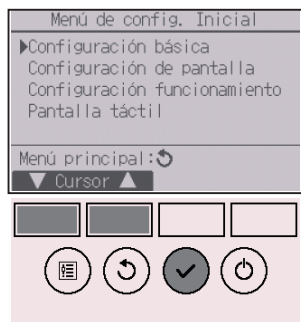 Menú de config. Inicial
▶Configuración básica
Configuración de pantalla
Configuración funcionamiento
Pantalla táctil
Menú principal:↺
▼ Cursor ▲